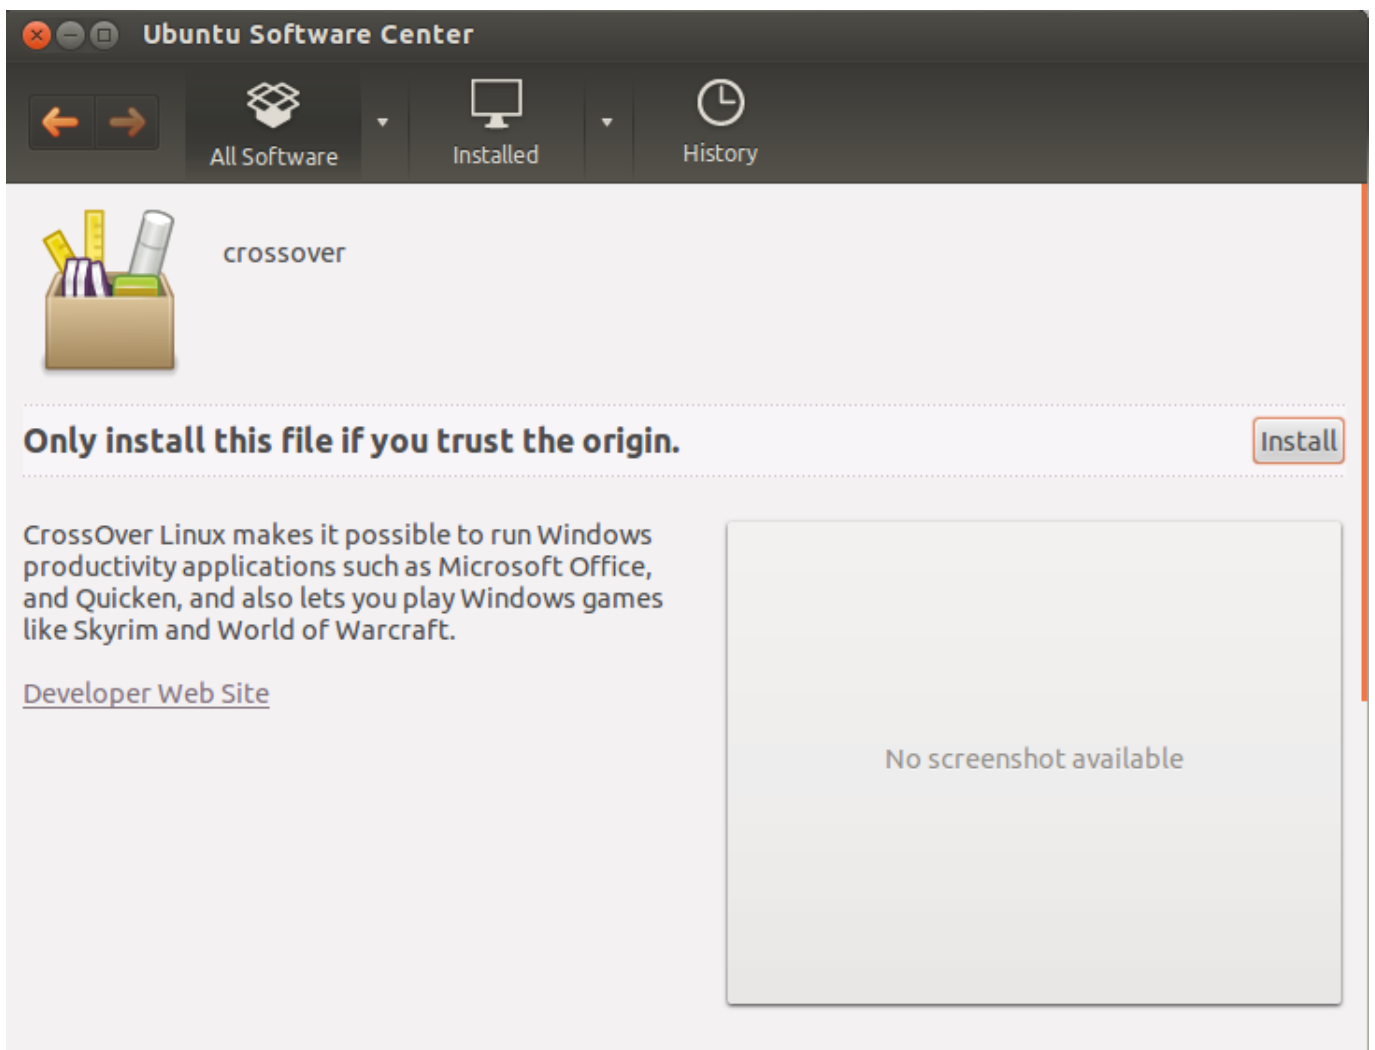 Ubuntu Software Center
All Software
Installed
History
crossover
Only install this file if you trust the origin.
Install
CrossOver Linux makes it possible to run Windows
productivity applications such as Microsoft Office,
and Quicken, and also lets you play Windows games
like Skyrim and World of Warcraft.
Developer Web Site
No screenshot available